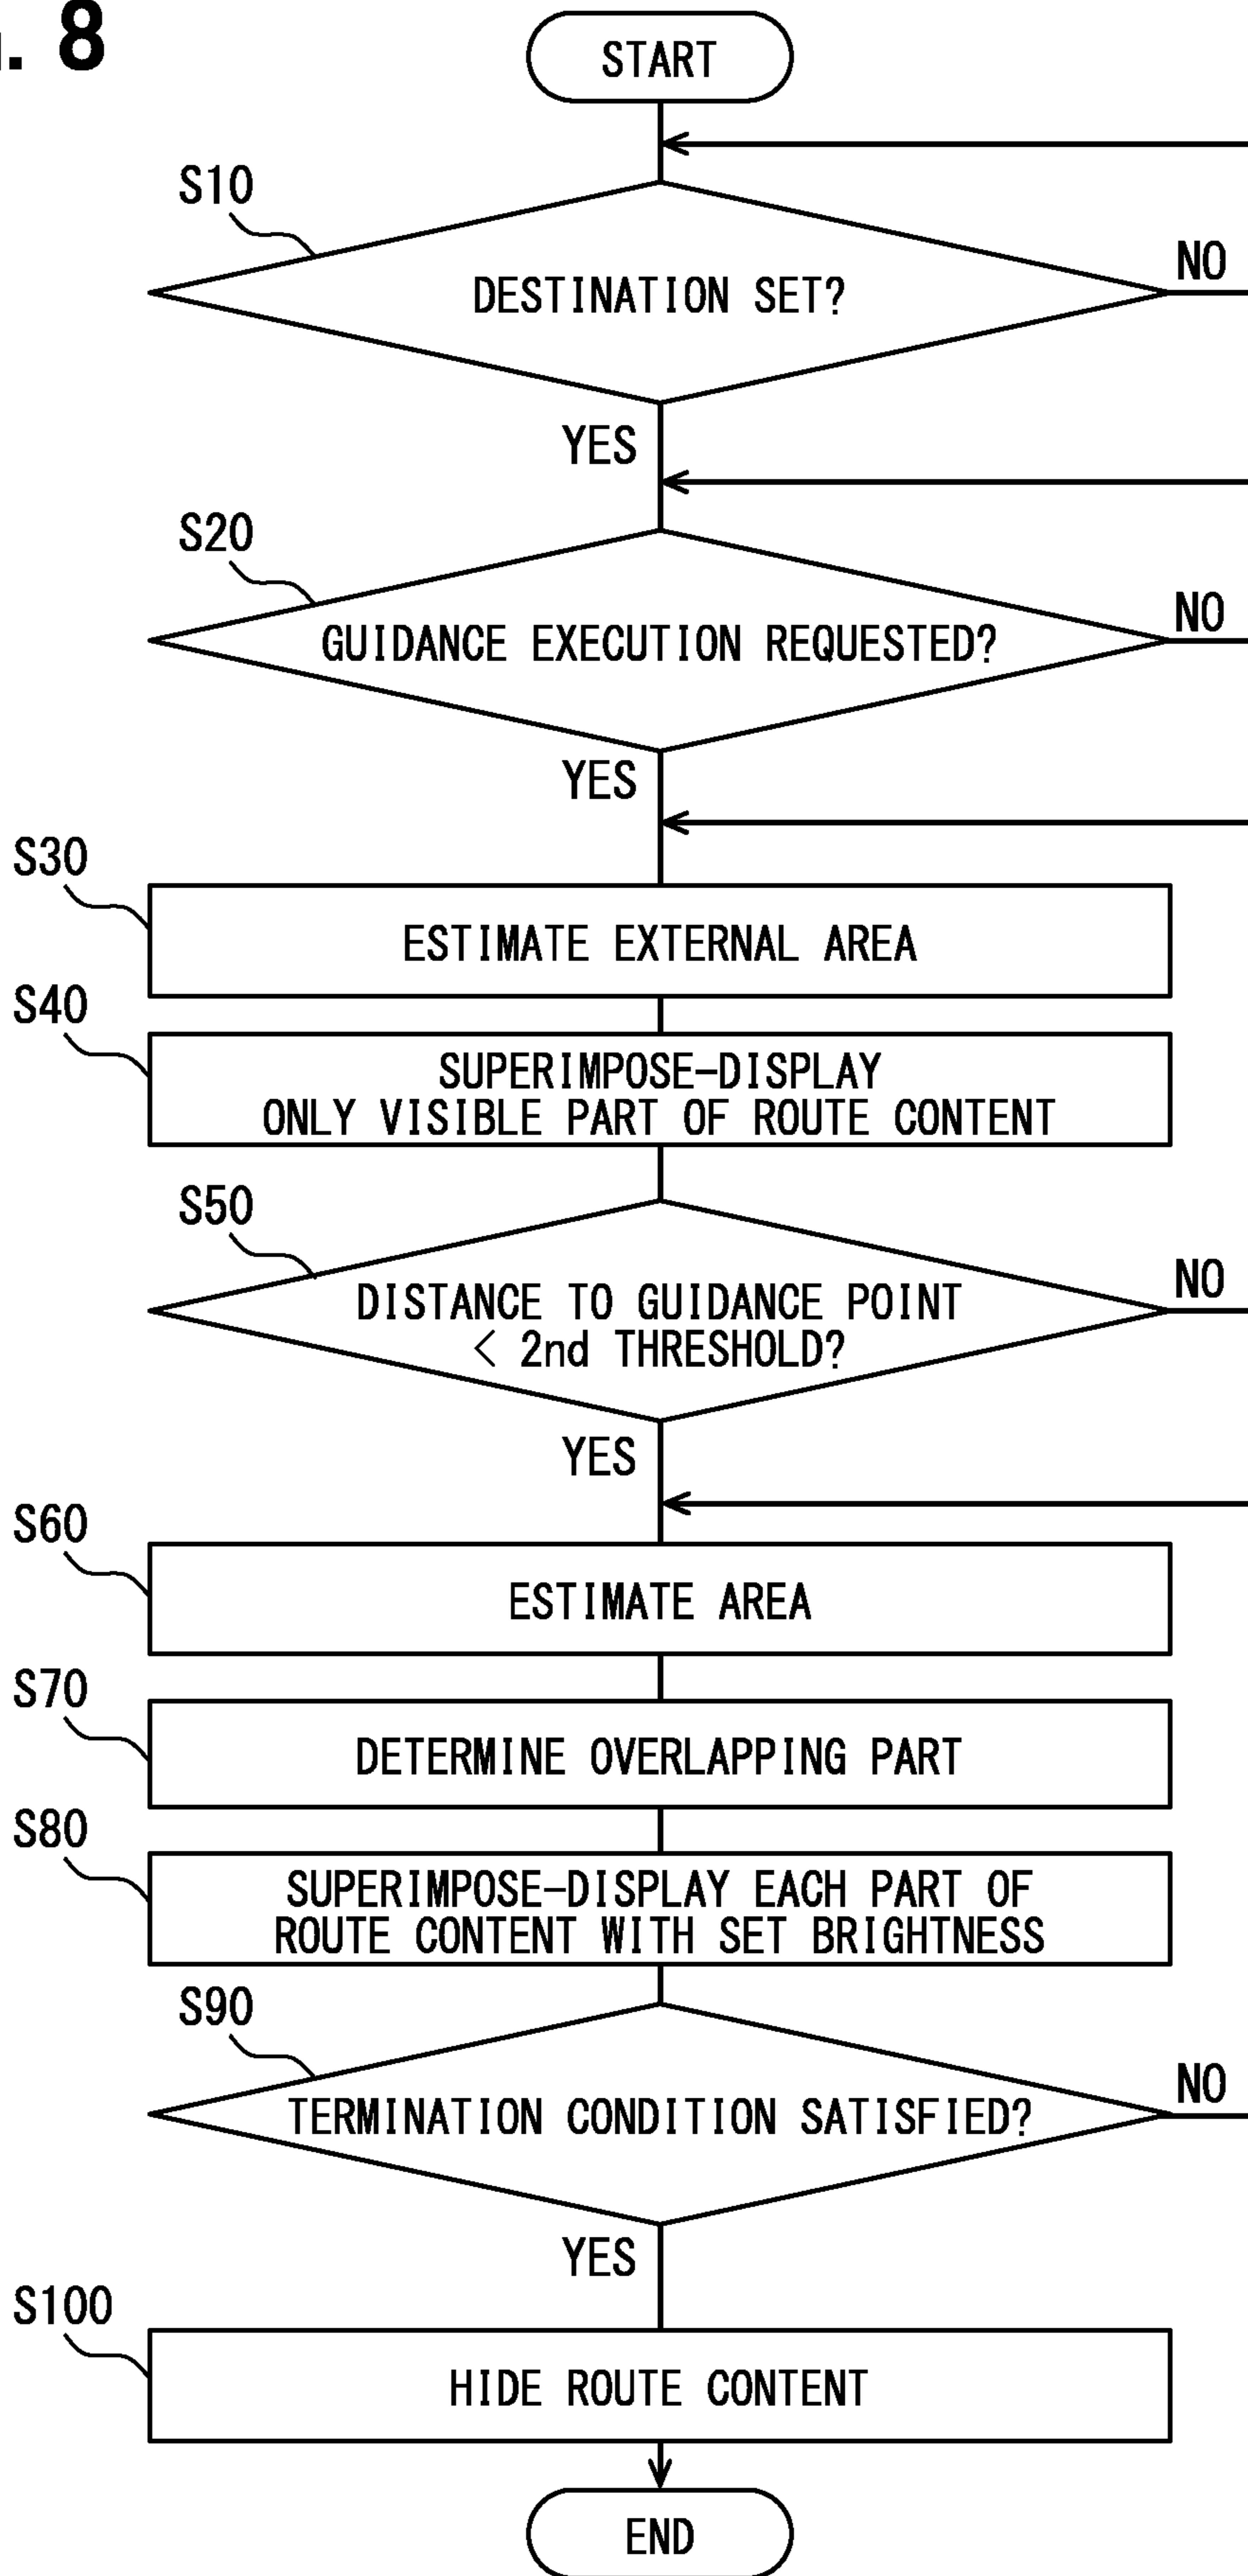 . 8
START
S10
DESTINATION SET?
NO
YES
S20
GUIDANCE EXECUTION REQUESTED?
NO
YES
S30
ESTIMATE EXTERNAL AREA
S40
SUPERIMPOSE-DISPLAY
ONLY VISIBLE PART OF ROUTE CONTENT
S50
DISTANCE TO GUIDANCE POINT
< 2nd THRESHOLD?
NO
YES
S60
ESTIMATE AREA
S70
DETERMINE OVERLAPPING PART
S80
SUPERIMPOSE-DISPLAY EACH PART OF
ROUTE CONTENT WITH SET BRIGHTNESS
S90
TERMINATION CONDITION SATISFIED?
NO
YES
S100
HIDE ROUTE CONTENT
END